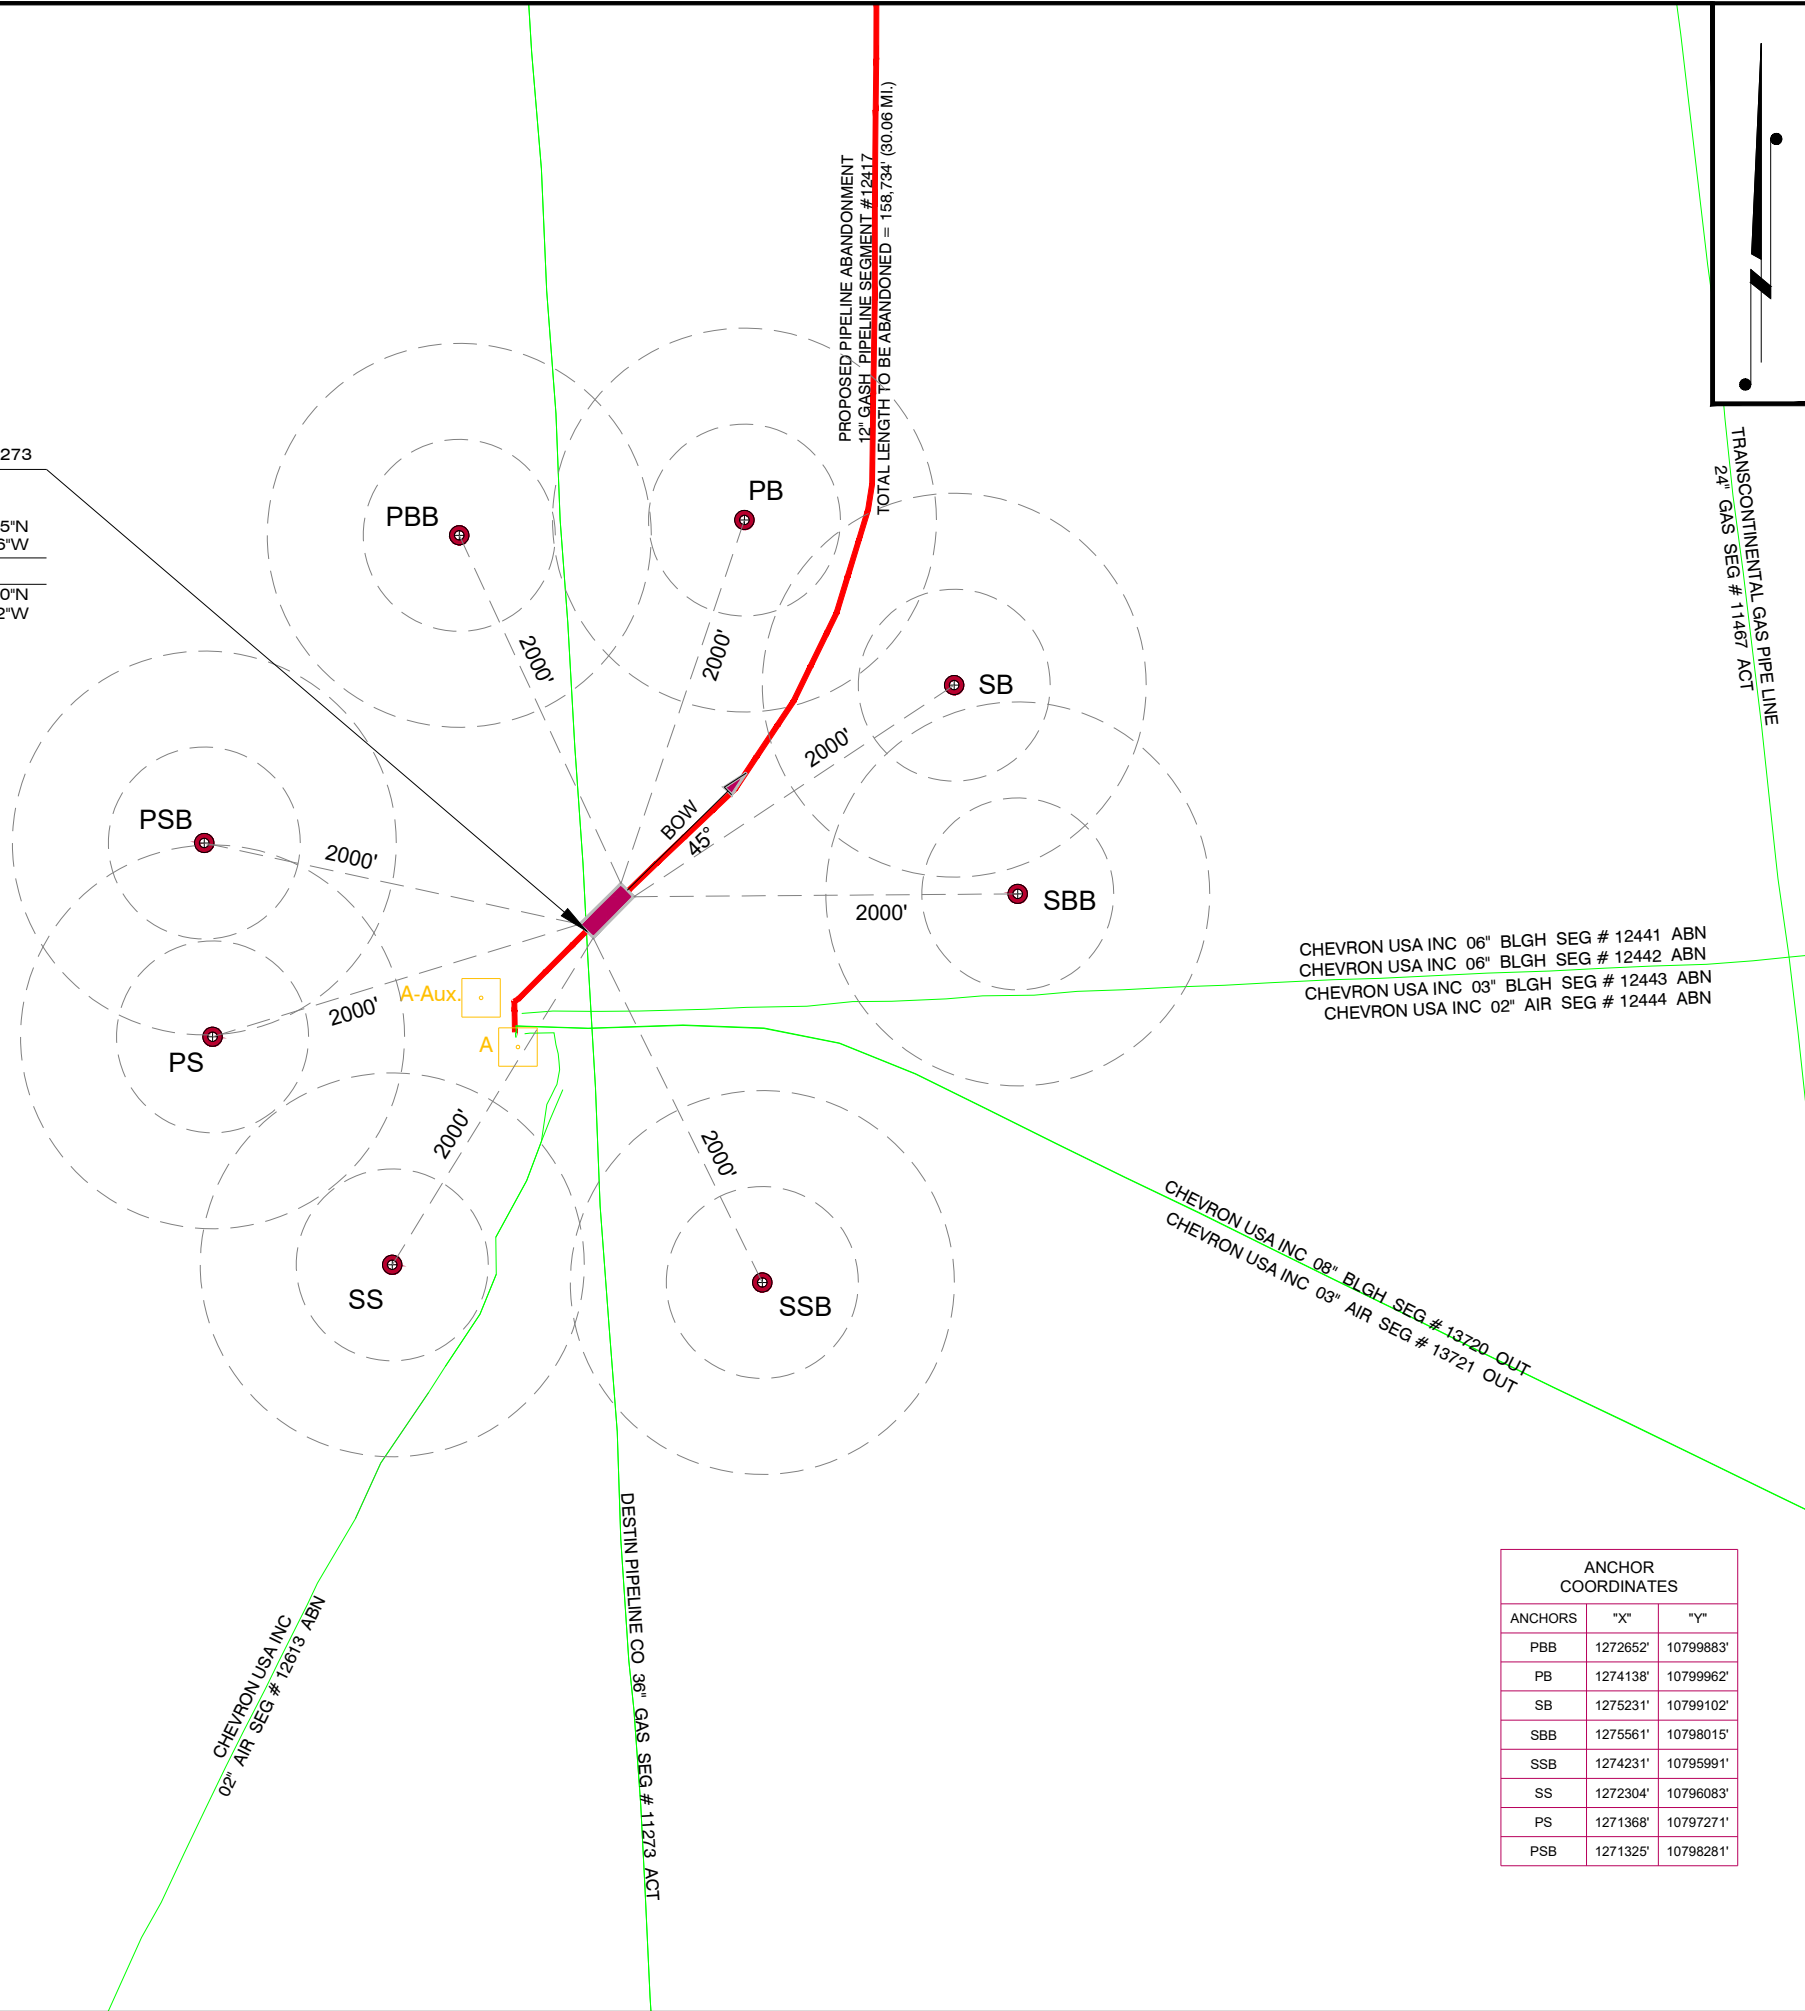 PROPOSED PIPELINE ABANDONMENT
12" GASH PIPELINE SEGMENT #12417
TOTAL LENGTH TO BE ABANDONED = 158,734' (30.06 MI.)
TRANSCONTINENTAL GAS PIPE LINE
24" GAS SEG # 11467 ACT
273
5"N
6"W
0"N
2"W
PBB
PB
SB
SBB
PSB
PS
SS
SSB
2000'
2000'
2000'
2000'
2000'
2000'
2000'
2000'
BOW
45°
A-Aux.
A
CHEVRON USA INC 06" BLGH SEG # 12441 ABN
CHEVRON USA INC 06" BLGH SEG # 12442 ABN
CHEVRON USA INC 03" BLGH SEG # 12443 ABN
CHEVRON USA INC 02" AIR SEG # 12444 ABN
CHEVRON USA INC 08" BLGH SEG # 13720 OUT
CHEVRON USA INC 03" AIR SEG # 13721 OUT
DESTIN PIPELINE CO 36" GAS SEG # 11273 ACT
CHEVRON USA INC
02" AIR SEG # 12613 ABN
ANCHOR
COORDINATES
ANCHORS "X" "Y"
PBB 1272652' 10799883'
PB 1274138' 10799962'
SB 1275231' 10799102'
SBB 1275561' 10798015'
SSB 1274231' 10795991'
SS 1272304' 10796083'
PS 1271368' 10797271'
PSB 1271325' 10798281'